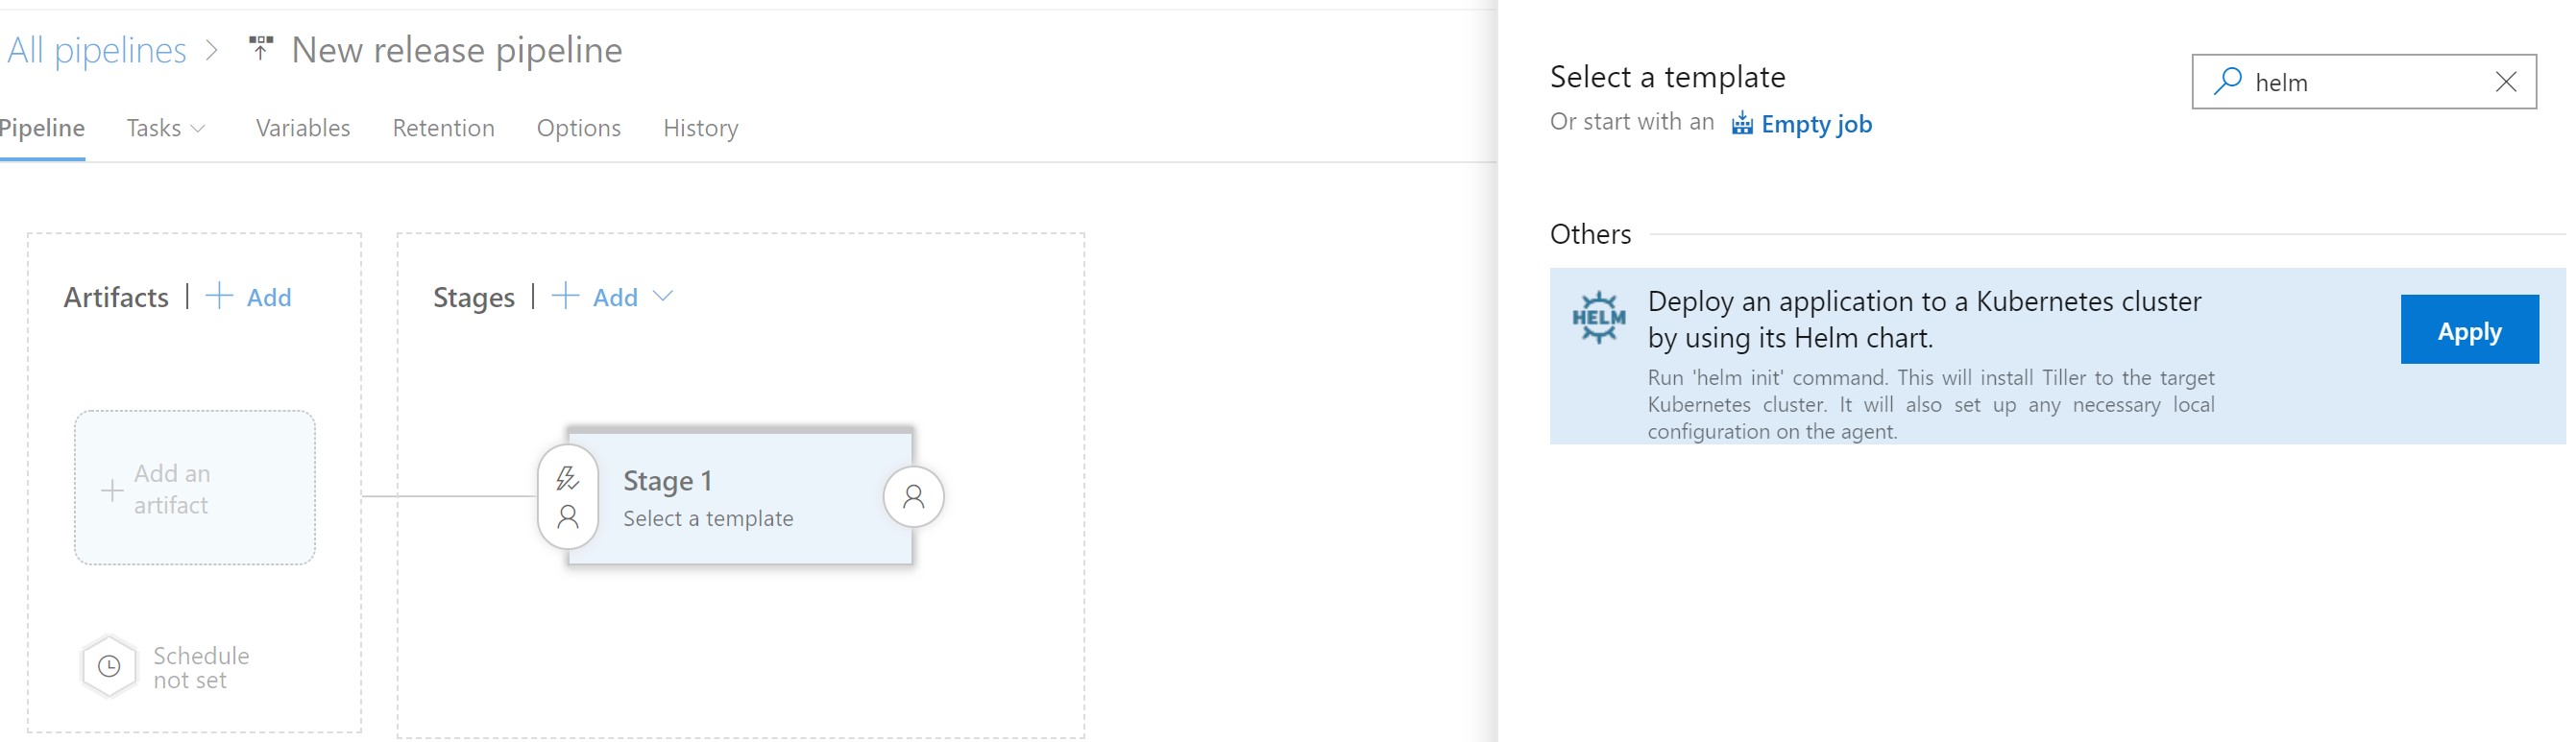 All pipelines > New release pipeline
Pipeline Tasks Variables Retention Options History
Artifacts | + Add
Stages | + Add
+ Add an
artifact
Schedule
not set
Stage 1
Select a template
Select a template
helm
Or start with an Empty job
Others
HELM
Deploy an application to a Kubernetes cluster
by using its Helm chart.
Run 'helm init' command. This will install Tiller to the target
Kubernetes cluster. It will also set up any necessary local
configuration on the agent.
Apply